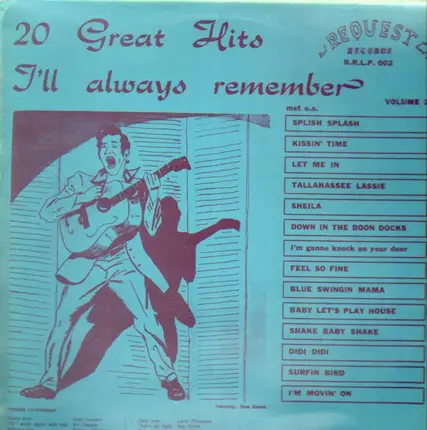 20 Great Hits
I'll always remember
REQUEST
RECORDS
R.R.L.P. 002
VOLUME
met o.a.
SPLISH SPLASH
KISSIN' TIME
LET ME IN
TALLAHASSEE LASSIE
SHEILA
DOWN IN THE BOON DOCKS
I'm gonne knock on your door
FEEL SO FINE
BLUE SWINGIN MAMA
BABY LET'S PLAY HOUSE
SHAKE BABY SHAKE
DIDI DIDI
SURFIN BIRD
I'M MOVIN' ON